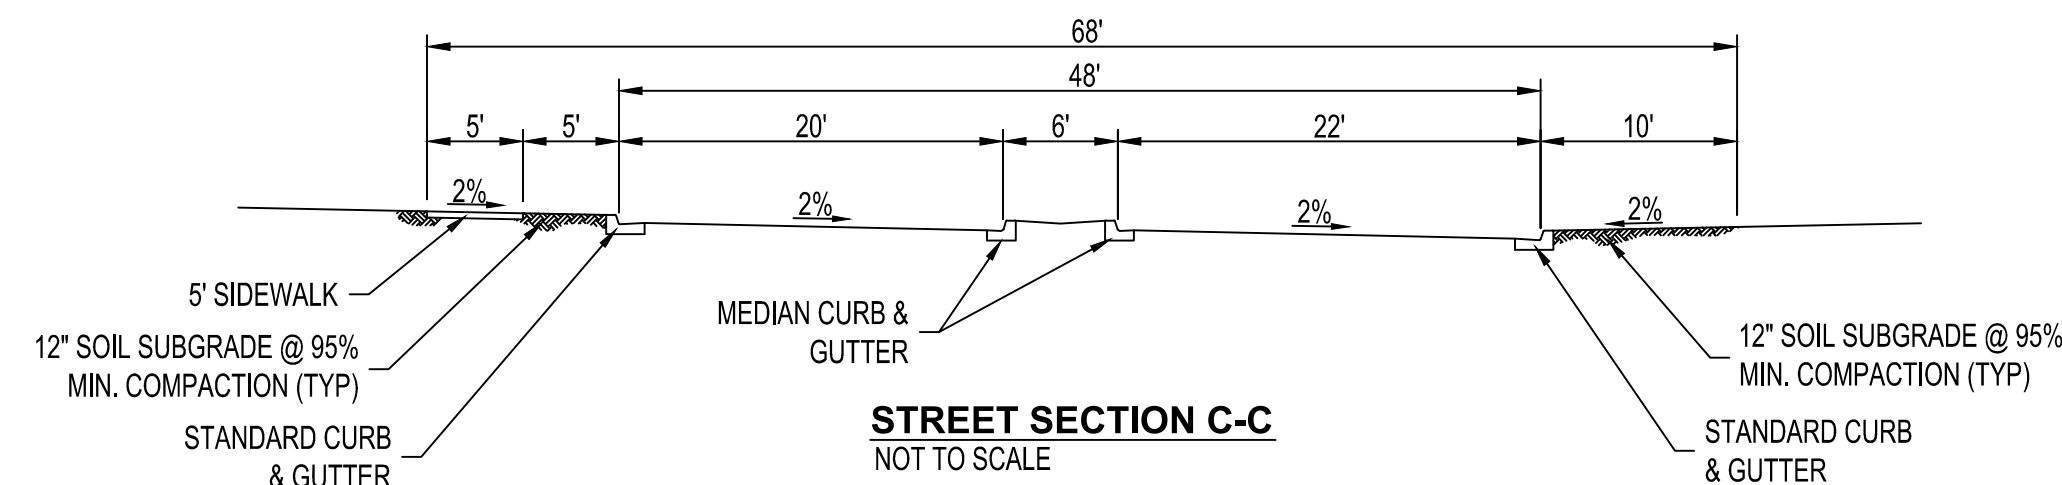 68'
48'
5' 5' 20' 6' 22' 10'
2% 2% 2% 2%
5' SIDEWALK
12" SOIL SUBGRADE @ 95%
MIN. COMPACTION (TYP)
STANDARD CURB
& GUTTER
MEDIAN CURB &
GUTTER
12" SOIL SUBGRADE @ 95%
MIN. COMPACTION (TYP)
STANDARD CURB
& GUTTER
STREET SECTION C-C
NOT TO SCALE